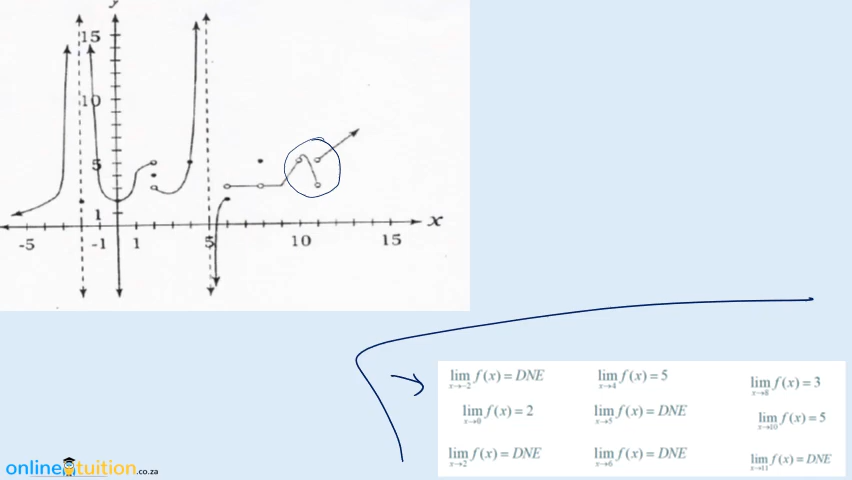 y
15
10
5
1
x
-5 -1 1 5 10 15
lim f(x) = DNE
x→-2
lim f(x) = 5
x→4
lim f(x) = 3
x→8
lim f(x) = 2
x→0
lim f(x) = DNE
x→5
lim f(x) = 5
x→10
lim f(x) = DNE
x→2
lim f(x) = DNE
x→6
lim f(x) = DNE
x→11
onlinetuition.co.za